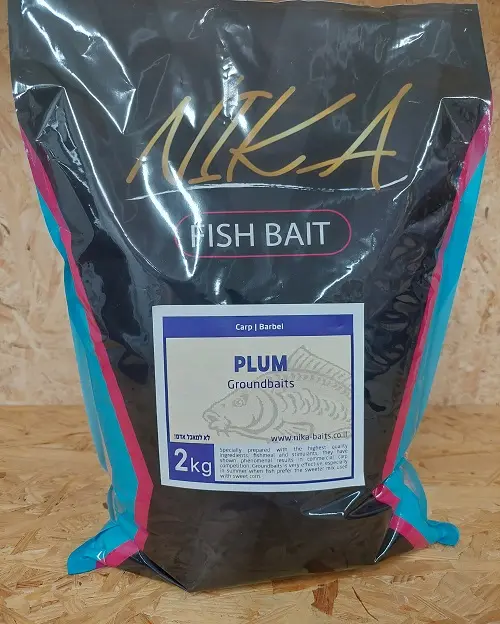 NIKA
FISH BAIT
Carp | Barbel
PLUM
Groundbaits
www.nika-baits.co.il
לא למאכל אדם!
2kg
Specially prepared with the highest quality
ingredients, fishmeal and stimulants, they have
shown phenomenal results in commercial Carp
competition. Groundbaits is very effective, especially
in summer when fish prefer the sweeter mix used
with sweet corn.